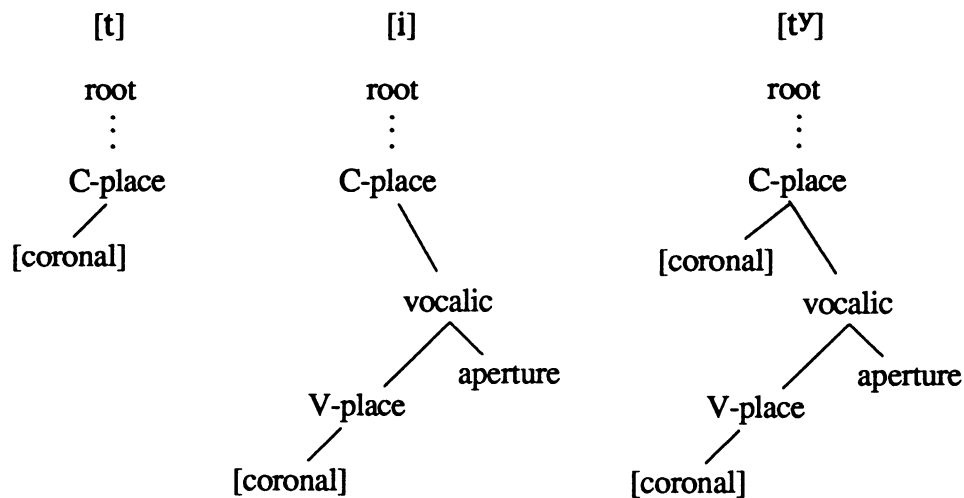 [t] [i] [tʸ]
root root root
C-place C-place C-place
[coronal] [coronal]
vocalic vocalic
aperture aperture
V-place V-place
[coronal] [coronal]